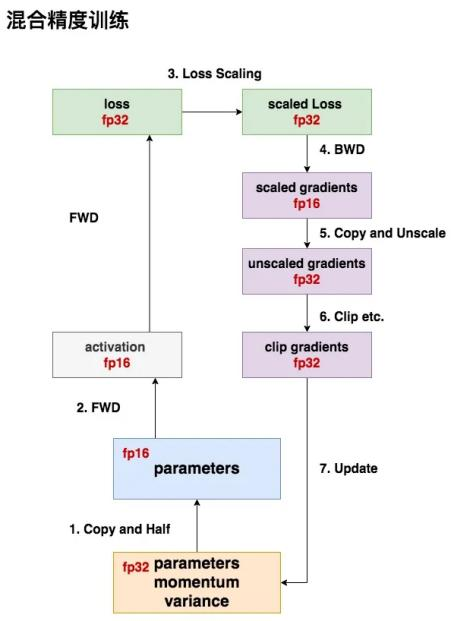 混合精度训练
3. Loss Scaling
loss
fp32
scaled Loss
fp32
4. BWD
scaled gradients
fp16
FWD
5. Copy and Unscale
unscaled gradients
fp32
6. Clip etc.
activation
fp16
clip gradients
fp32
2. FWD
fp16
parameters
7. Update
1. Copy and Half
fp32 parameters
momentum
variance